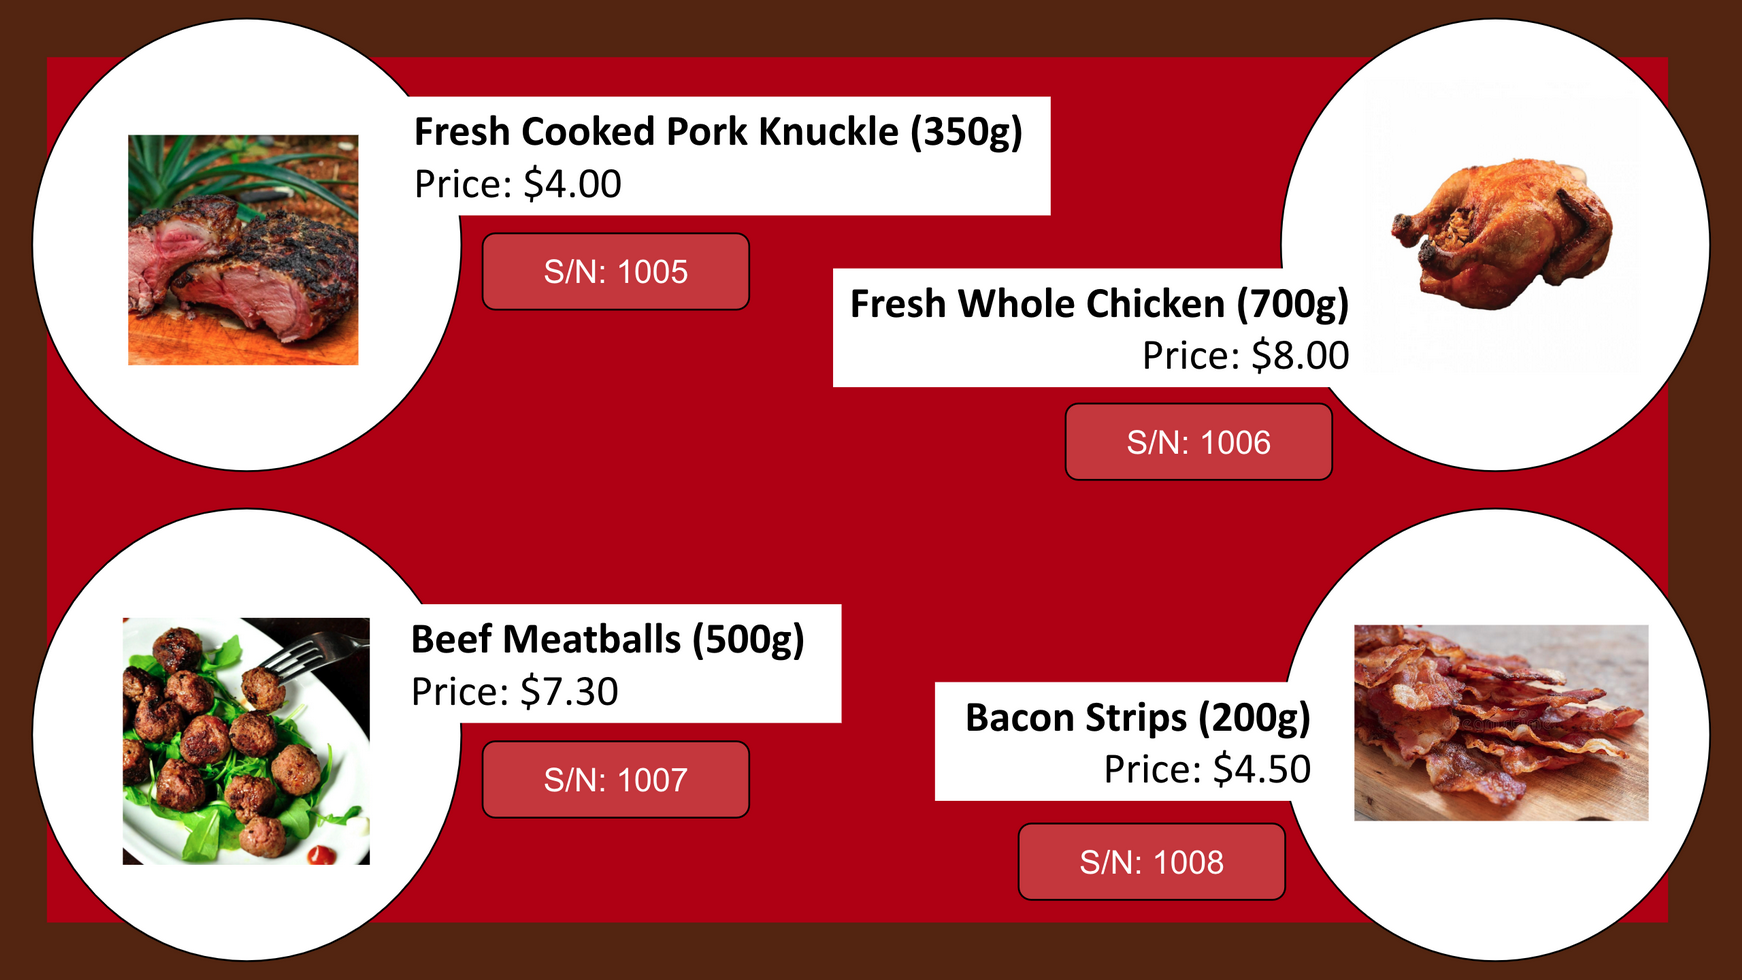 Fresh Cooked Pork Knuckle (350g)
Price: $4.00
S/N: 1005
Fresh Whole Chicken (700g)
Price: $8.00
S/N: 1006
Beef Meatballs (500g)
Price: $7.30
S/N: 1007
Bacon Strips (200g)
Price: $4.50
S/N: 1008